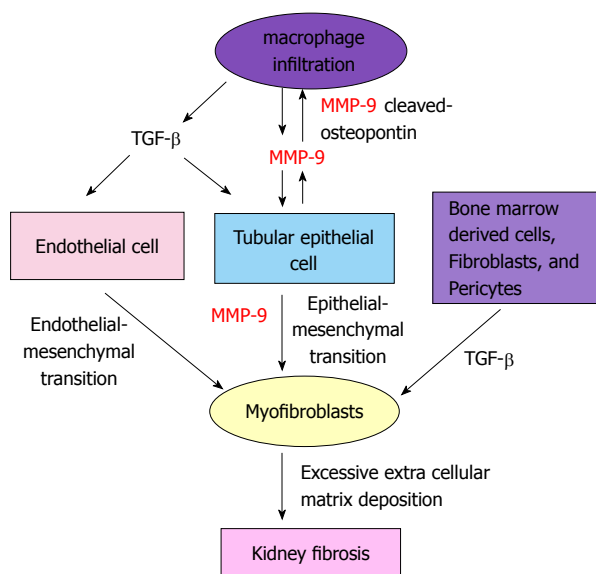 macrophage
infiltration
MMP-9 cleaved-
osteopontin
TGF-β
MMP-9
Endothelial cell
Tubular epithelial
cell
Bone marrow
derived cells,
Fibroblasts, and
Pericytes
Endothelial-
mesenchymal
transition
MMP-9
Epithelial-
mesenchymal
transition
TGF-β
Myofibroblasts
Excessive extra cellular
matrix deposition
Kidney fibrosis